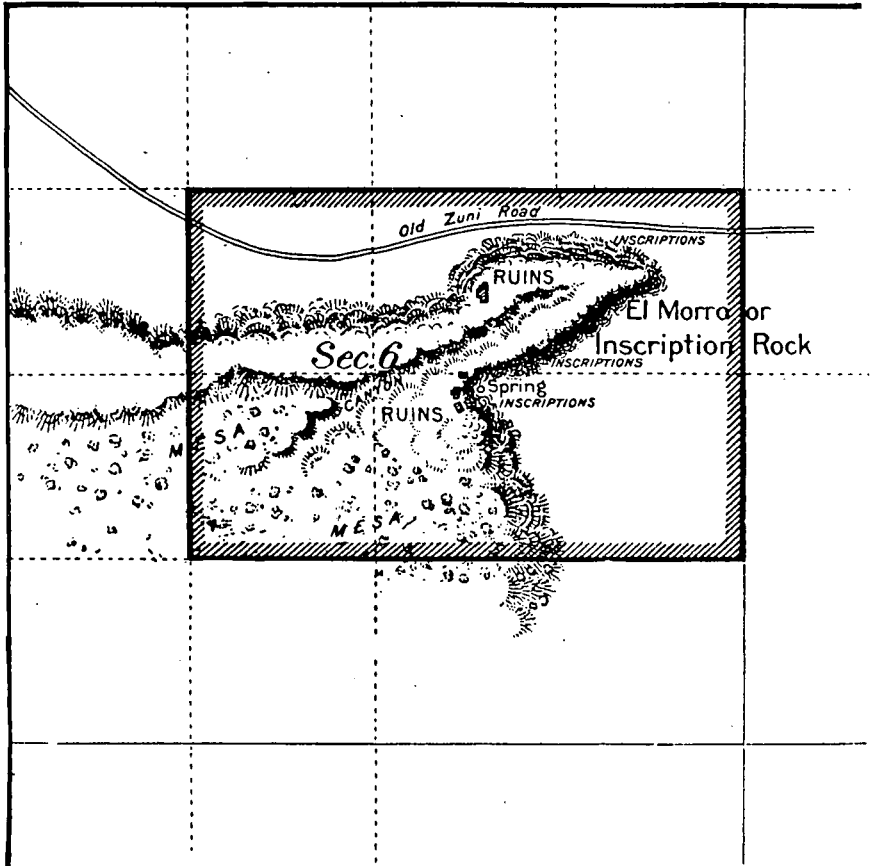 Old Zuni Road
INSCRIPTIONS
RUINS
El Morro or
Inscription Rock
Sec. 6
INSCRIPTIONS
CANYON
Spring
INSCRIPTIONS
RUINS
MESA
MESA